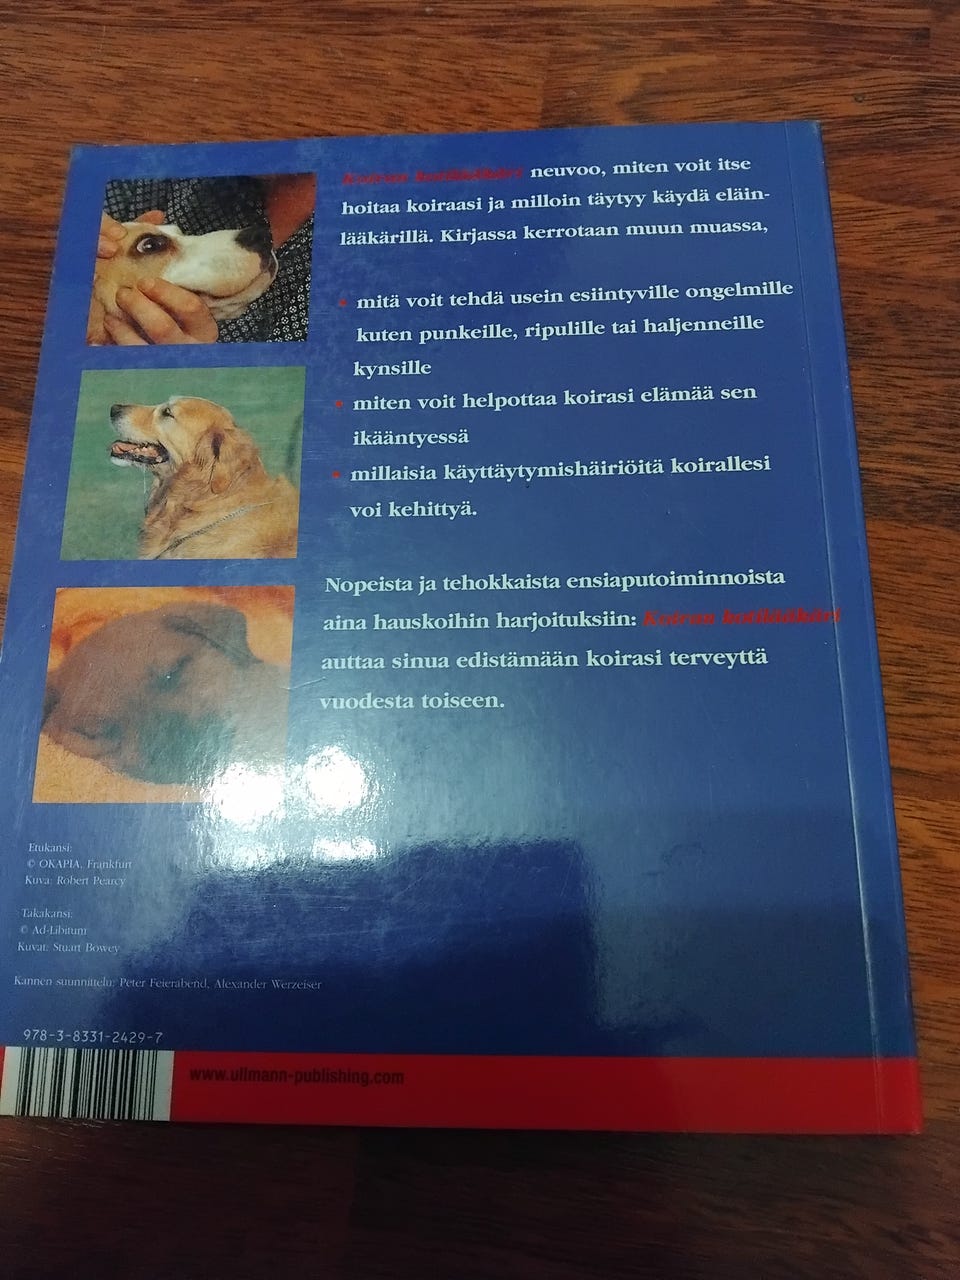 Koiran kotilääkäri neuvoo, miten voit itse
hoitaa koiraasi ja milloin täytyy käydä eläin-
lääkärillä. Kirjassa kerrotaan muun muassa,
• mitä voit tehdä usein esiintyville ongelmille
kuten punkeille, ripulille tai haljenneille
kynsille
• miten voit helpottaa koirasi elämää sen
ikääntyessä
• millaisia käyttäytymishäiriöitä koirallesi
voi kehittyä.
Nopeista ja tehokkaista ensiaputoiminnoista
aina hauskoihin harjoituksiin: Koiran kotilääkäri
auttaa sinua edistämään koirasi terveyttä
vuodesta toiseen.
Etukansi:
© OKAPIA, Frankfurt
Kuva: Robert Pearcy
Takakansi:
© Ad-Libitum
Kuvat: Stuart Bowey
Kannen suunnittelu: Peter Feierabend, Alexander Werzeiser
978-3-8331-2429-7
www.ullmann-publishing.com